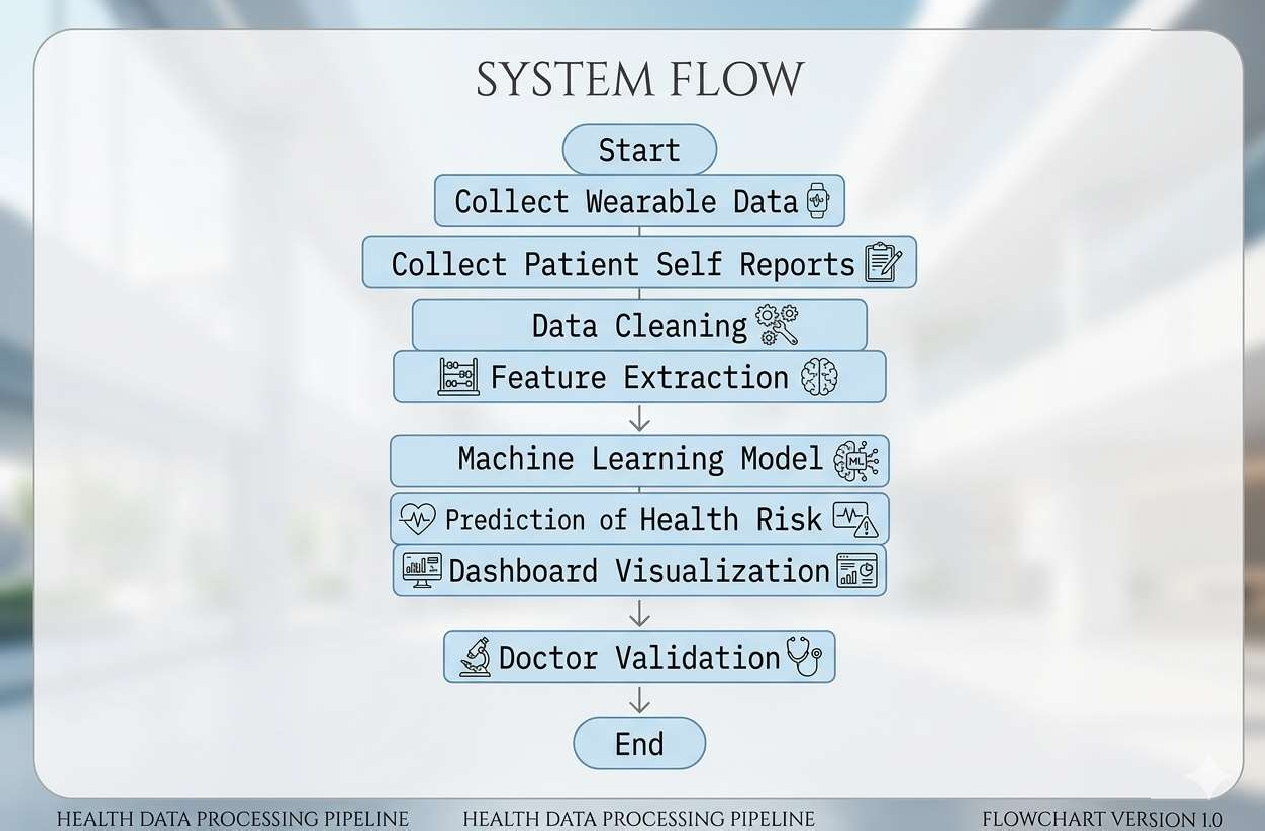 SYSTEM FLOW
Start
Collect Wearable Data
Collect Patient Self Reports
Data Cleaning
Feature Extraction
Machine Learning Model
ML
Prediction of Health Risk
Dashboard Visualization
Doctor Validation
End
HEALTH DATA PROCESSING PIPELINE
HEALTH DATA PROCESSING PIPELINE
FLOWCHART VERSION 1.0